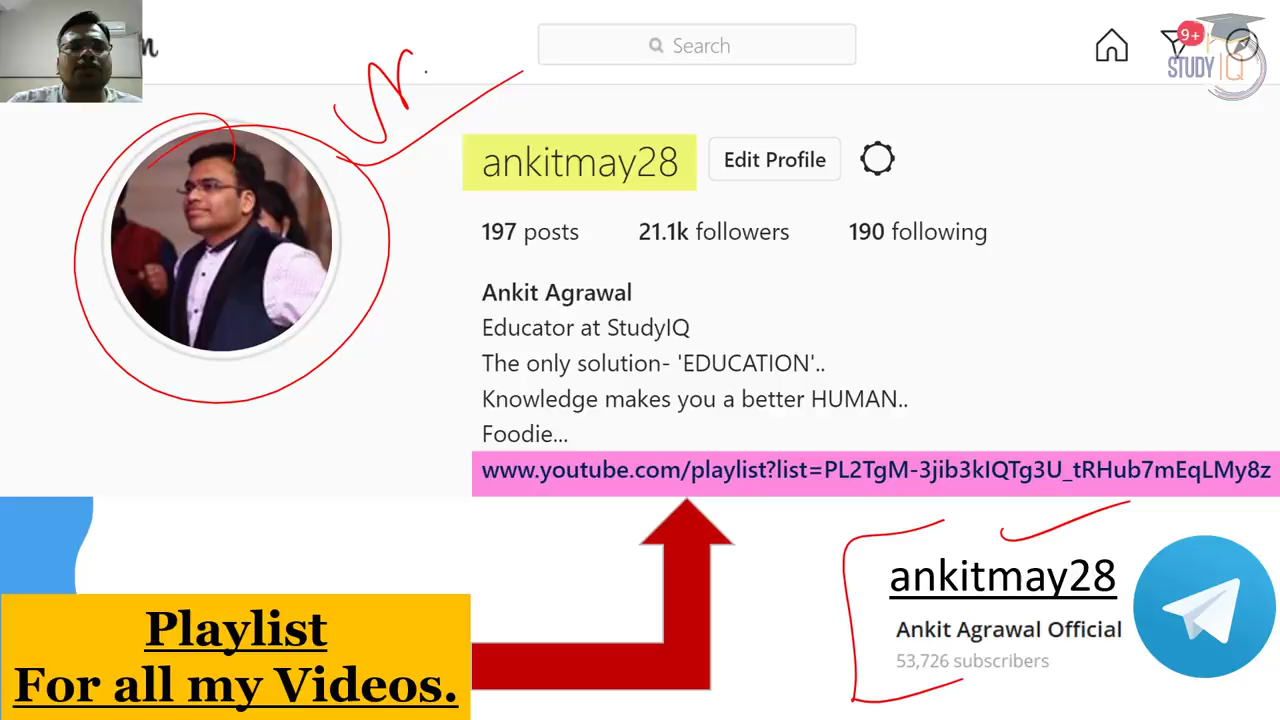 Search
9+
STUDY IQ
ankitmay28
Edit Profile
197 posts
21.1k followers
190 following
Ankit Agrawal
Educator at StudyIQ
The only solution- 'EDUCATION'..
Knowledge makes you a better HUMAN..
Foodie...
www.youtube.com/playlist?list=PL2TgM-3jib3kIQTg3U_tRHub7mEqLMy8z
Playlist
For all my Videos.
ankitmay28
Ankit Agrawal Official
53,726 subscribers